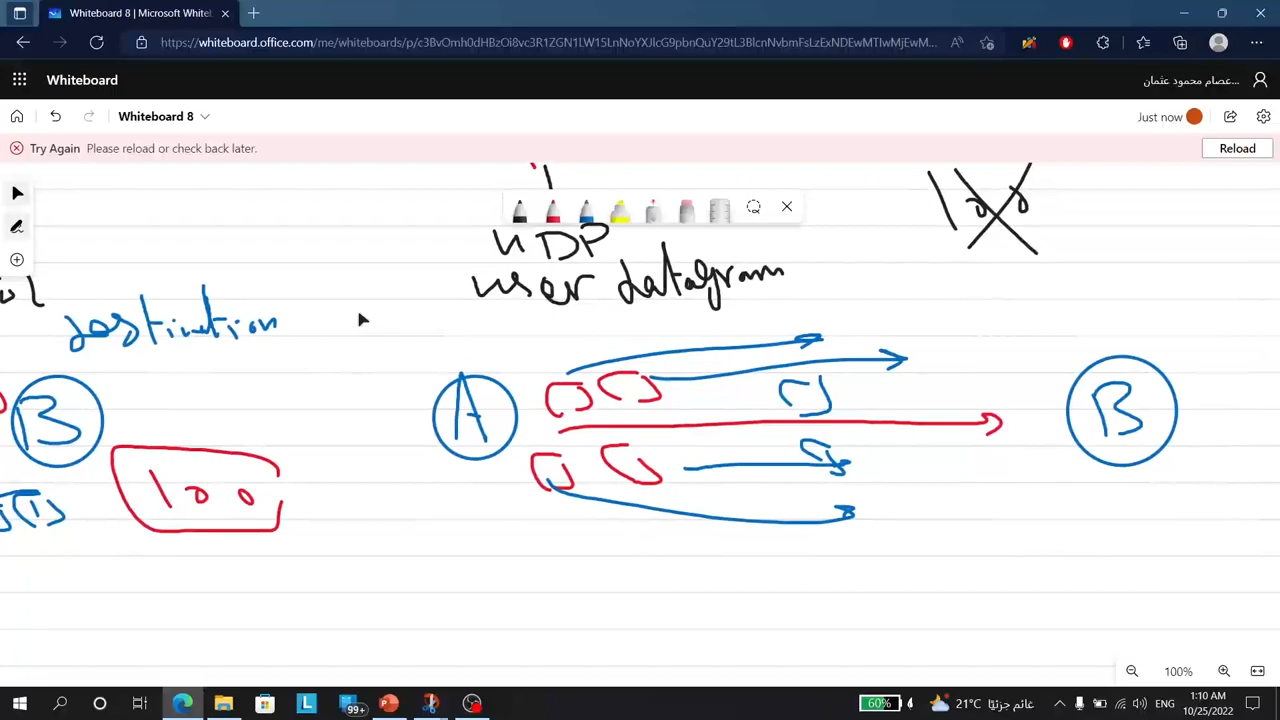 Whiteboard 8 | Microsoft White
https://whiteboard.office.com/me/whiteboards/p/
Whiteboard
عصام محمود عثمان...
Whiteboard 8
Just now
Try Again Please reload or check back later.
Reload
UDP
user datagram
destination
B
100
A
B
100%
99+
60%
21°C غائم جزئيًا
ENG
1:10 AM
10/25/2022